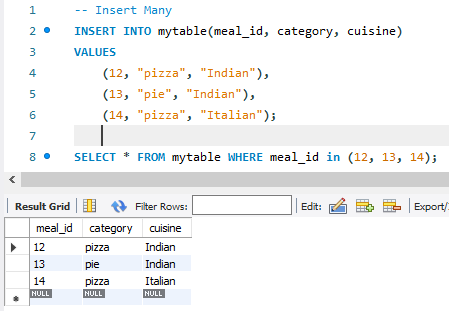 1 -- Insert Many
2 INSERT INTO mytable(meal_id, category, cuisine)
3 VALUES
4 (12, "pizza", "Indian"),
5 (13, "pie", "Indian"),
6 (14, "pizza", "Italian");
7
8 SELECT * FROM mytable WHERE meal_id in (12, 13, 14);
Result Grid Filter Rows: Edit: Export/
meal_id category cuisine
12 pizza Indian
13 pie Indian
14 pizza Italian
NULL NULL NULL